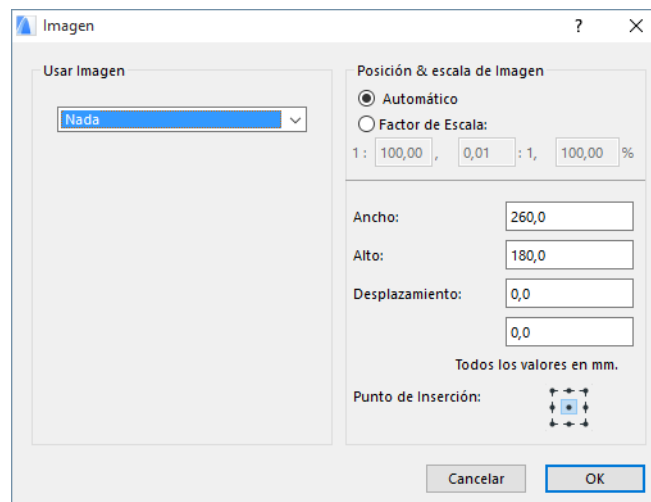 Imagen
?
Usar Imagen
Nada
Posición & escala de Imagen
Automático
Factor de Escala:
1 : 100,00 , 0,01 : 1, 100,00 %
Ancho: 260,0
Alto: 180,0
Desplazamiento: 0,0
0,0
Todos los valores en mm.
Punto de Inserción:
Cancelar OK